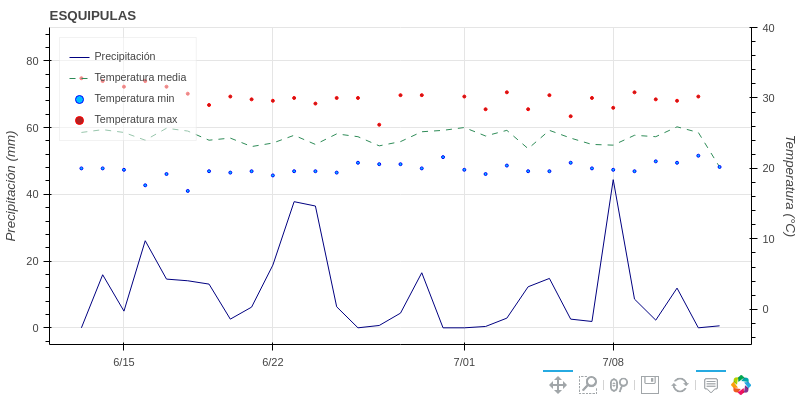 ESQUIPULAS
Precipitación
Temperatura media
Temperatura min
Temperatura max
Precipitación (mm)
80
60
40
20
0
40
30
20
10
0
Temperatura (°C)
6/15
6/22
7/01
7/08